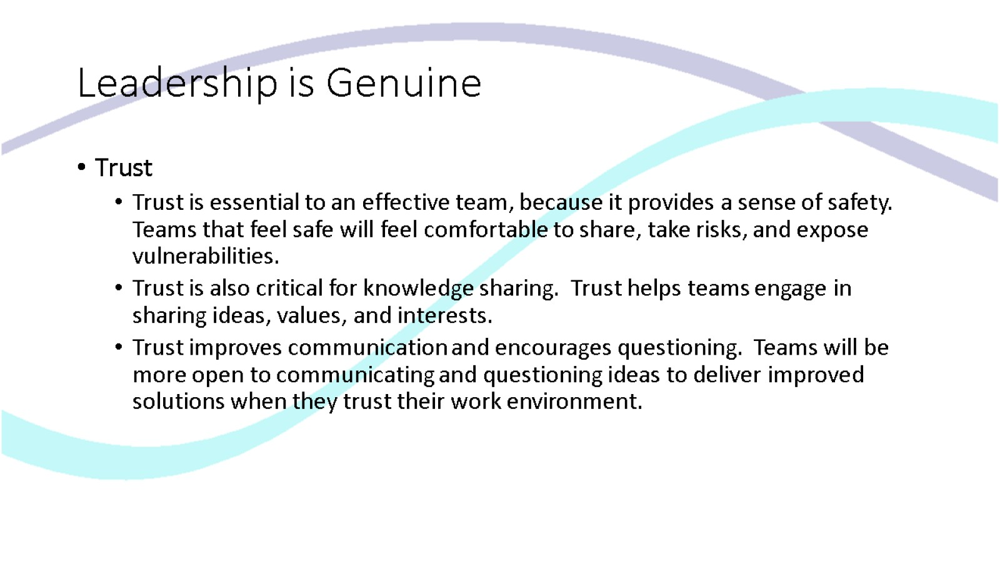 Leadership is Genuine
• Trust
• Trust is essential to an effective team, because it provides a sense of safety.
Teams that feel safe will feel comfortable to share, take risks, and expose
vulnerabilities.
• Trust is also critical for knowledge sharing.  Trust helps teams engage in
sharing ideas, values, and interests.
• Trust improves communication and encourages questioning.  Teams will be
more open to communicating and questioning ideas to deliver improved
solutions when they trust their work environment.